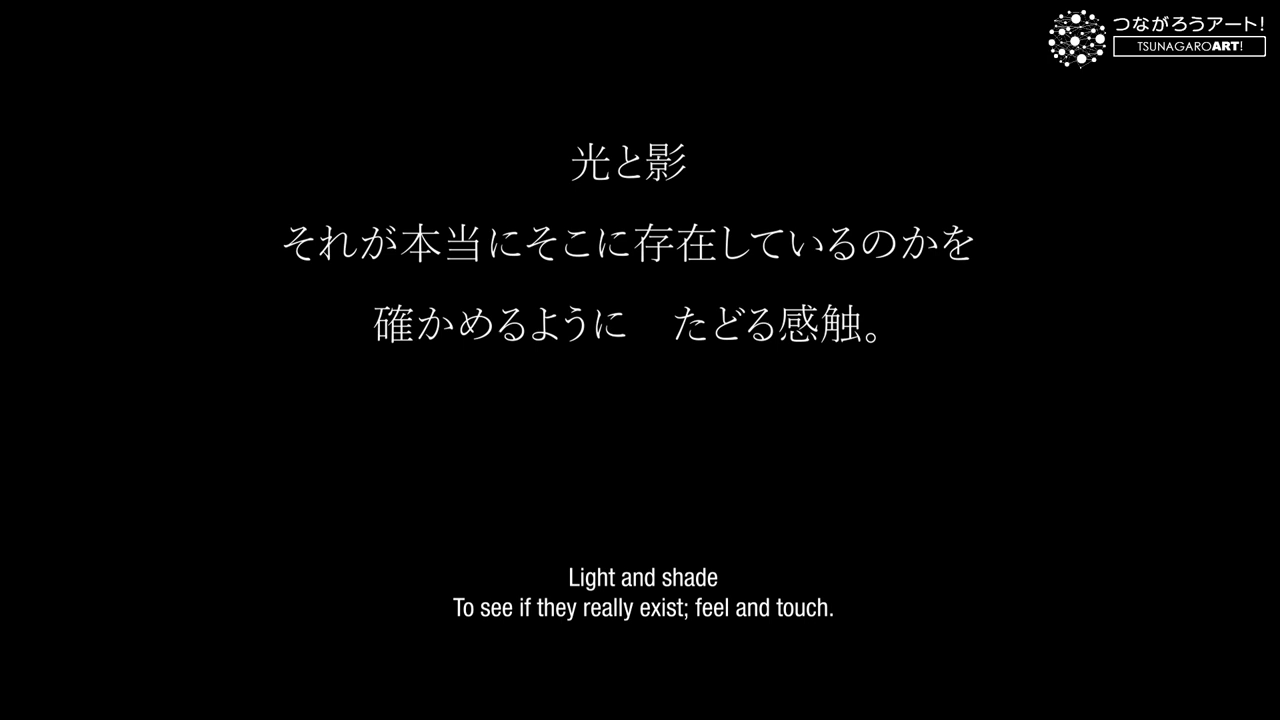 つながろうアート!
TSUNAGAROART!
光と影
それが本当にそこに存在しているのかを
確かめるように　たどる感触。
Light and shade
To see if they really exist; feel and touch.